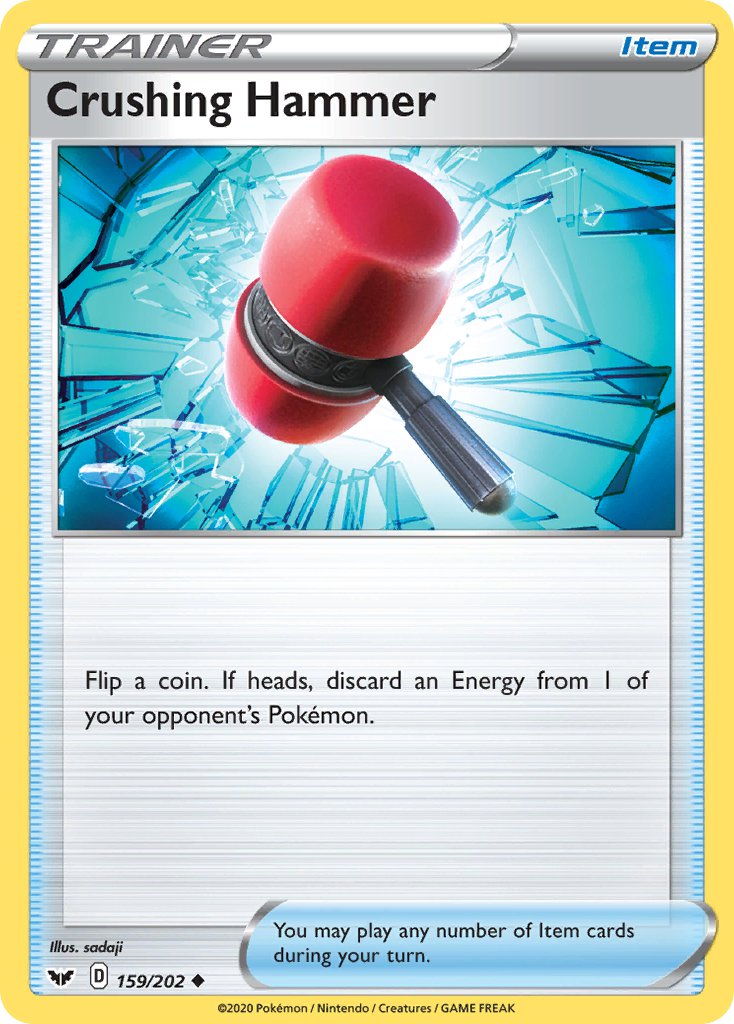 TRAINER
Item
Crushing Hammer
Flip a coin. If heads, discard an Energy from 1 of
your opponent's Pokémon.
Illus. sadaji
You may play any number of Item cards
during your turn.
D 159/202
©2020 Pokémon / Nintendo / Creatures / GAME FREAK